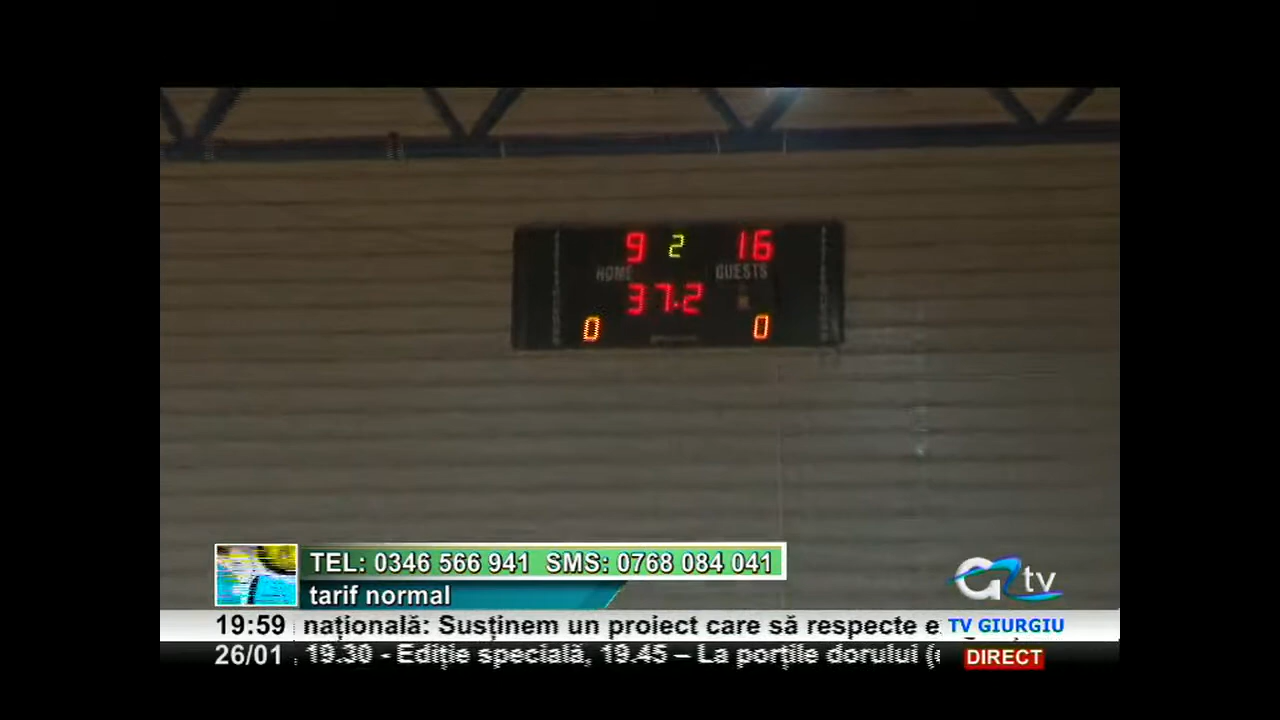 9 2 16
HOME GUESTS
37.2
0 0
TEL: 0346 566 941 SMS: 0768 084 041
tarif normal
G tv
19:59 națională: Susținem un proiect care să respecte
TV GIURGIU
26/01 . 19.30 - Ediție specială, 19.45 – La porțile dorului
DIRECT